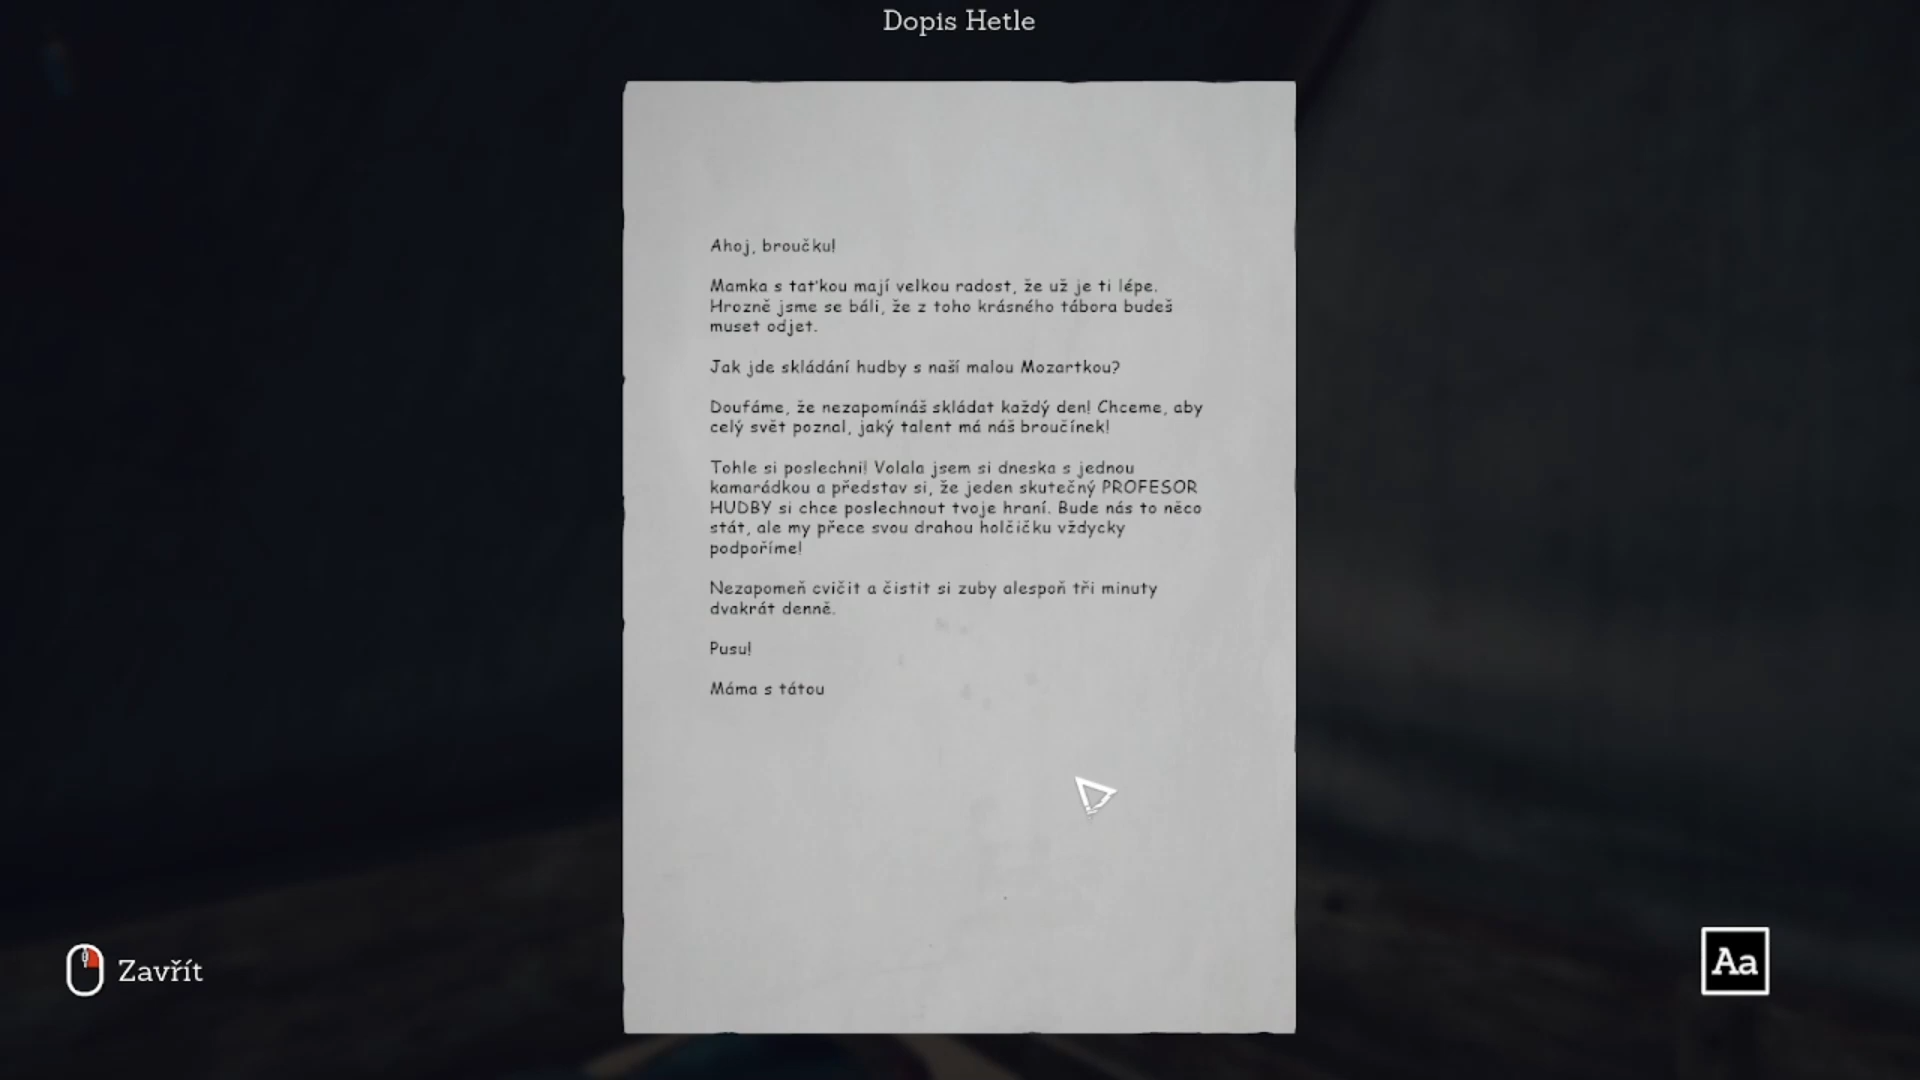 Dopis Hetle
Ahoj, broučku!
Mamka s taťkou mají velkou radost, že už je ti lépe.
Hrozně jsme se báli, že z toho krásného tábora budeš
muset odjet.
Jak jde skládání hudby s naší malou Mozartkou?
Doufáme, že nezapomínáš skládat každý den! Chceme, aby
celý svět poznal, jaký talent má náš broučínek!
Tohle si poslechni! Volala jsem si dneska s jednou
kamarádkou a představ si, že jeden skutečný PROFESOR
HUDBY si chce poslechnout tvoje hraní. Bude nás to něco
stát, ale my přece svou drahou holčičku vždycky
podpoříme!
Nezapomeň cvičit a čistit si zuby alespoň tři minuty
dvakrát denně.
Pusu!
Máma s tátou
Zavřít
Aa